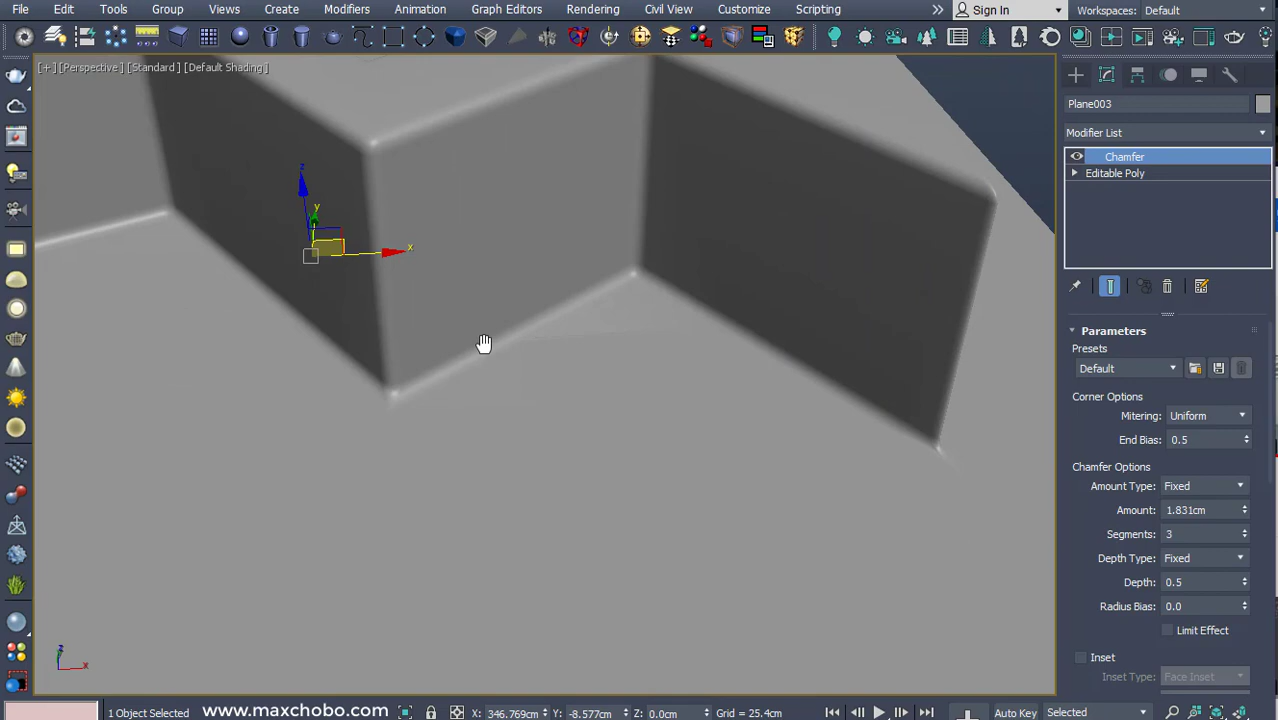 File Edit Tools Group Views Create Modifiers Animation Graph Editors Rendering Civil View Customize Scripting Sign In Workspaces: Default
[+] [Perspective] [Standard] [Default Shading]
Plane003
Modifier List
Chamfer
Editable Poly
z
y
x
Parameters
Presets
Default
Corner Options
Mitering: Uniform
End Bias: 0.5
Chamfer Options
Amount Type: Fixed
Amount: 1.831cm
Segments: 3
Depth Type: Fixed
Depth: 0.5
Radius Bias: 0.0
Limit Effect
Inset
Inset Type: Face Inset
z
x
1 Object Selected www.maxchobo.com X: 346.769cm Y: -8.577cm Z: 0.0cm Grid = 25.4cm Auto Key Selected